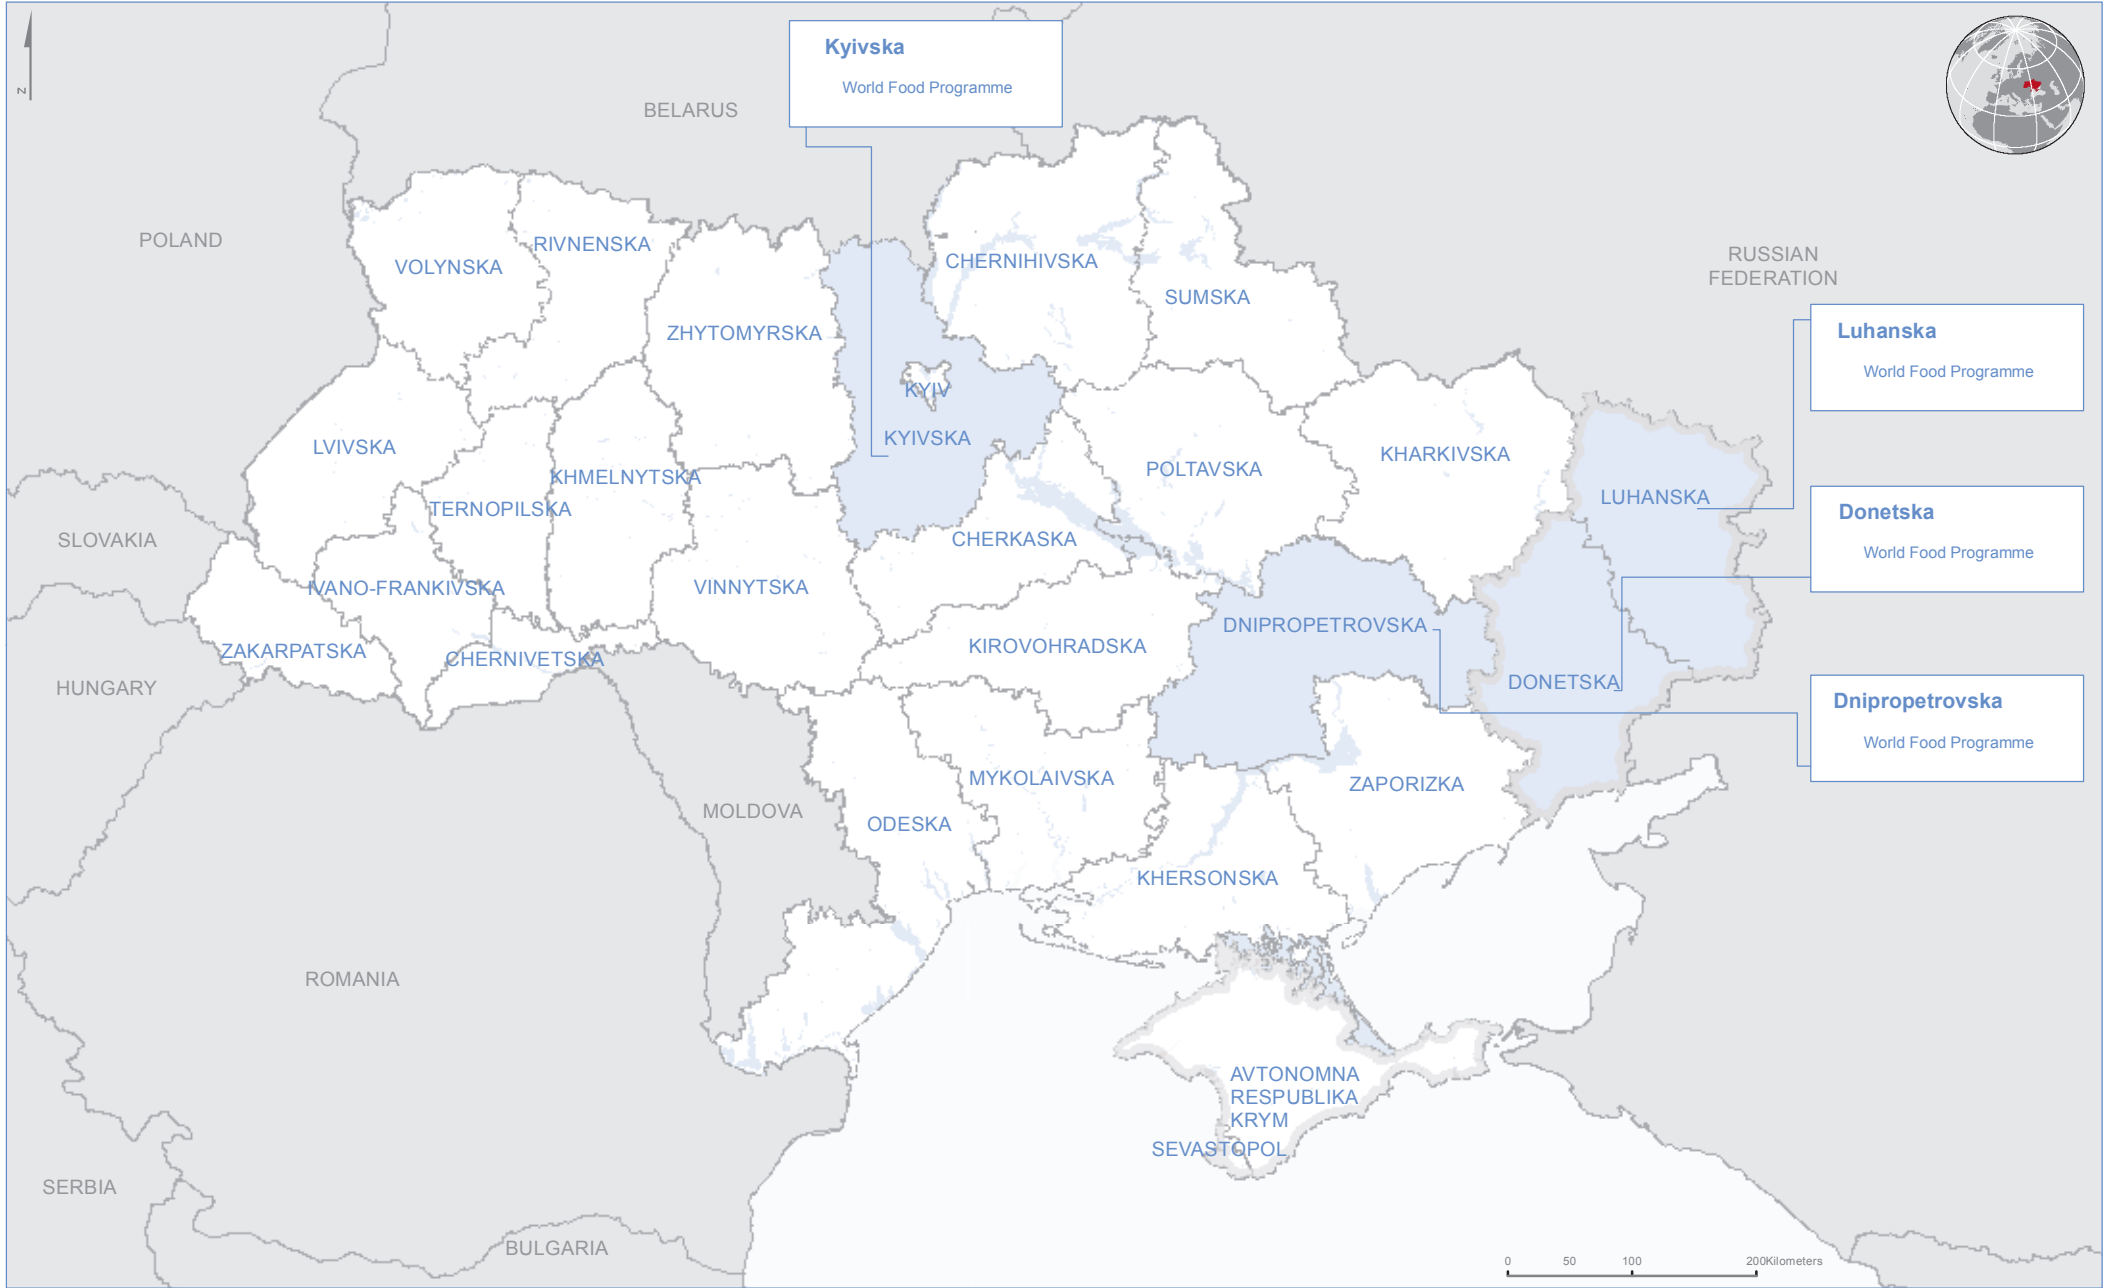 Kyivska
World Food Programme
z
BELARUS
POLAND
RIVNENSKA
VOLYNSKA
CHERNIHIVSKA
RUSSIAN
FEDERATION
SUMSKA
ZHYTOMYRSKA
Luhanska
World Food Programme
KYIV
KYIVSKA
LVIVSKA
KHARKIVSKA
POLTAVSKA
KHMELNYTSKA
LUHANSKA
TERNOPILSKA
Donetska
World Food Programme
SLOVAKIA
CHERKASKA
IVANO-FRANKIVSKA
VINNYTSKA
DNIPROPETROVSKA
KIROVOHRADSKA
ZAKARPATSKA
CHERNIVETSKA
HUNGARY
DONETSKA
Dnipropetrovska
World Food Programme
MYKOLAIVSKA
ZAPORIZKA
MOLDOVA
ODESKA
KHERSONSKA
ROMANIA
AVTONOMNA
RESPUBLIKA
KRYM
SEVASTOPOL
SERBIA
BULGARIA
0 50 100 200Kilometers